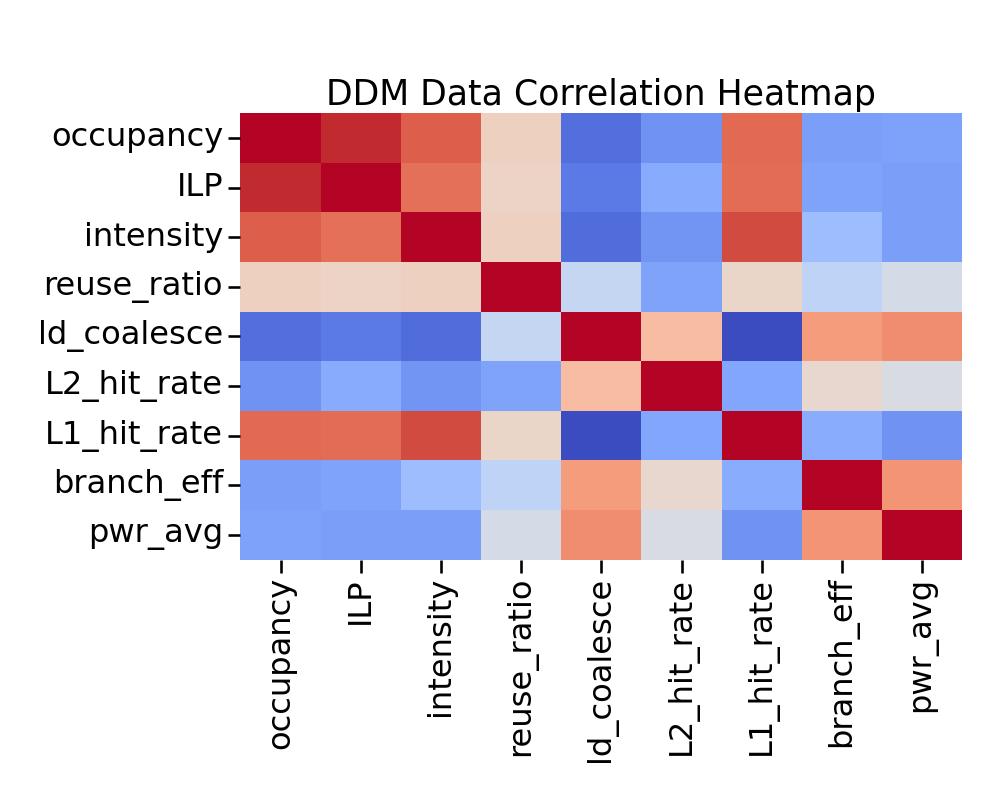 DDM Data Correlation Heatmap
occupancy
ILP
intensity
reuse_ratio
ld_coalesce
L2_hit_rate
L1_hit_rate
branch_eff
pwr_avg
occupancy
ILP
intensity
reuse_ratio
ld_coalesce
L2_hit_rate
L1_hit_rate
branch_eff
pwr_avg